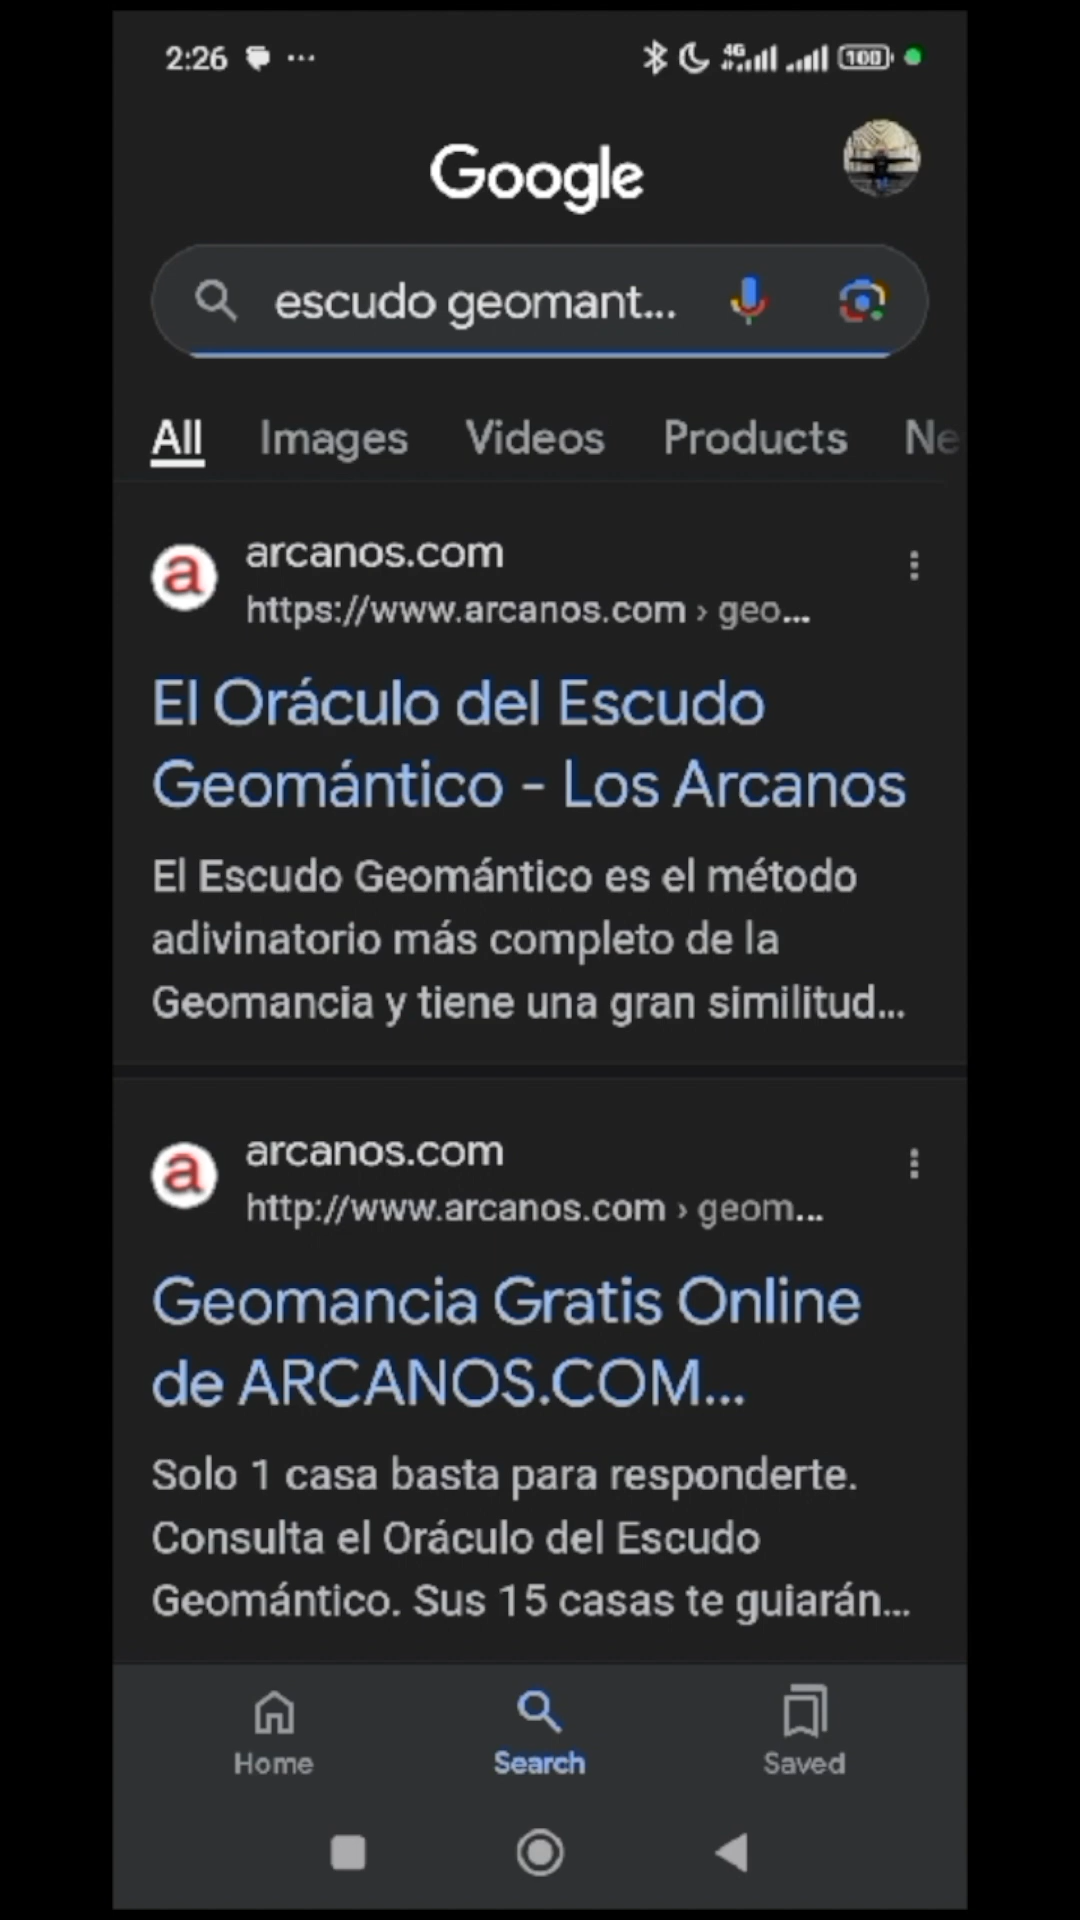 2:26 ...
4G
100
Google
escudo geomant...
All Images Videos Products Ne
arcanos.com
https://www.arcanos.com › geo...
El Oráculo del Escudo
Geomántico - Los Arcanos
El Escudo Geomántico es el método
adivinatorio más completo de la
Geomancia y tiene una gran similitud...
arcanos.com
http://www.arcanos.com › geom...
Geomancia Gratis Online
de ARCANOS.COM...
Solo 1 casa basta para responderte.
Consulta el Oráculo del Escudo
Geomántico. Sus 15 casas te guiarán...
Home Search Saved